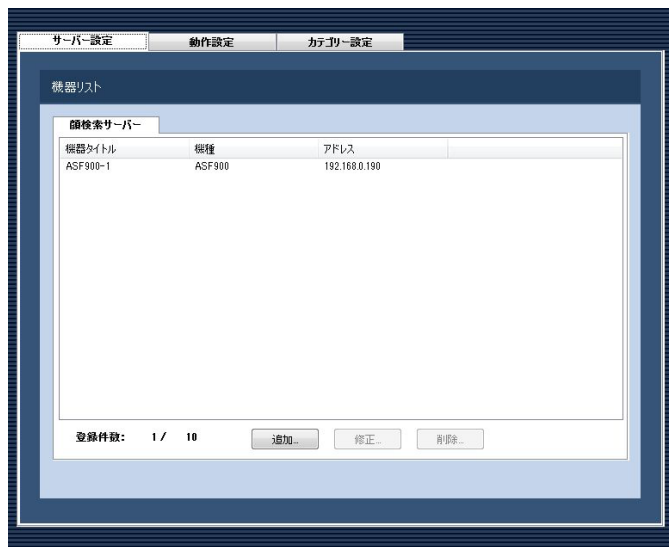 サーバー設定 動作設定 カテゴリー設定
機器リスト
顔検索サーバー
機器タイトル 機種 アドレス
ASF900-1 ASF900 192.168.0.190
登録件数: 1 / 10 追加... 修正... 削除...